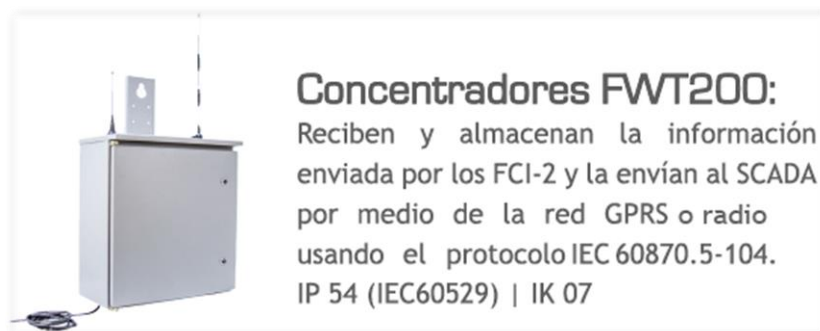 Concentradores FWT200:
Reciben y almacenan la información
enviada por los FCI-2 y la envían al SCADA
por medio de la red GPRS o radio
usando el protocolo IEC 60870.5-104.
IP 54 (IEC60529) | IK 07